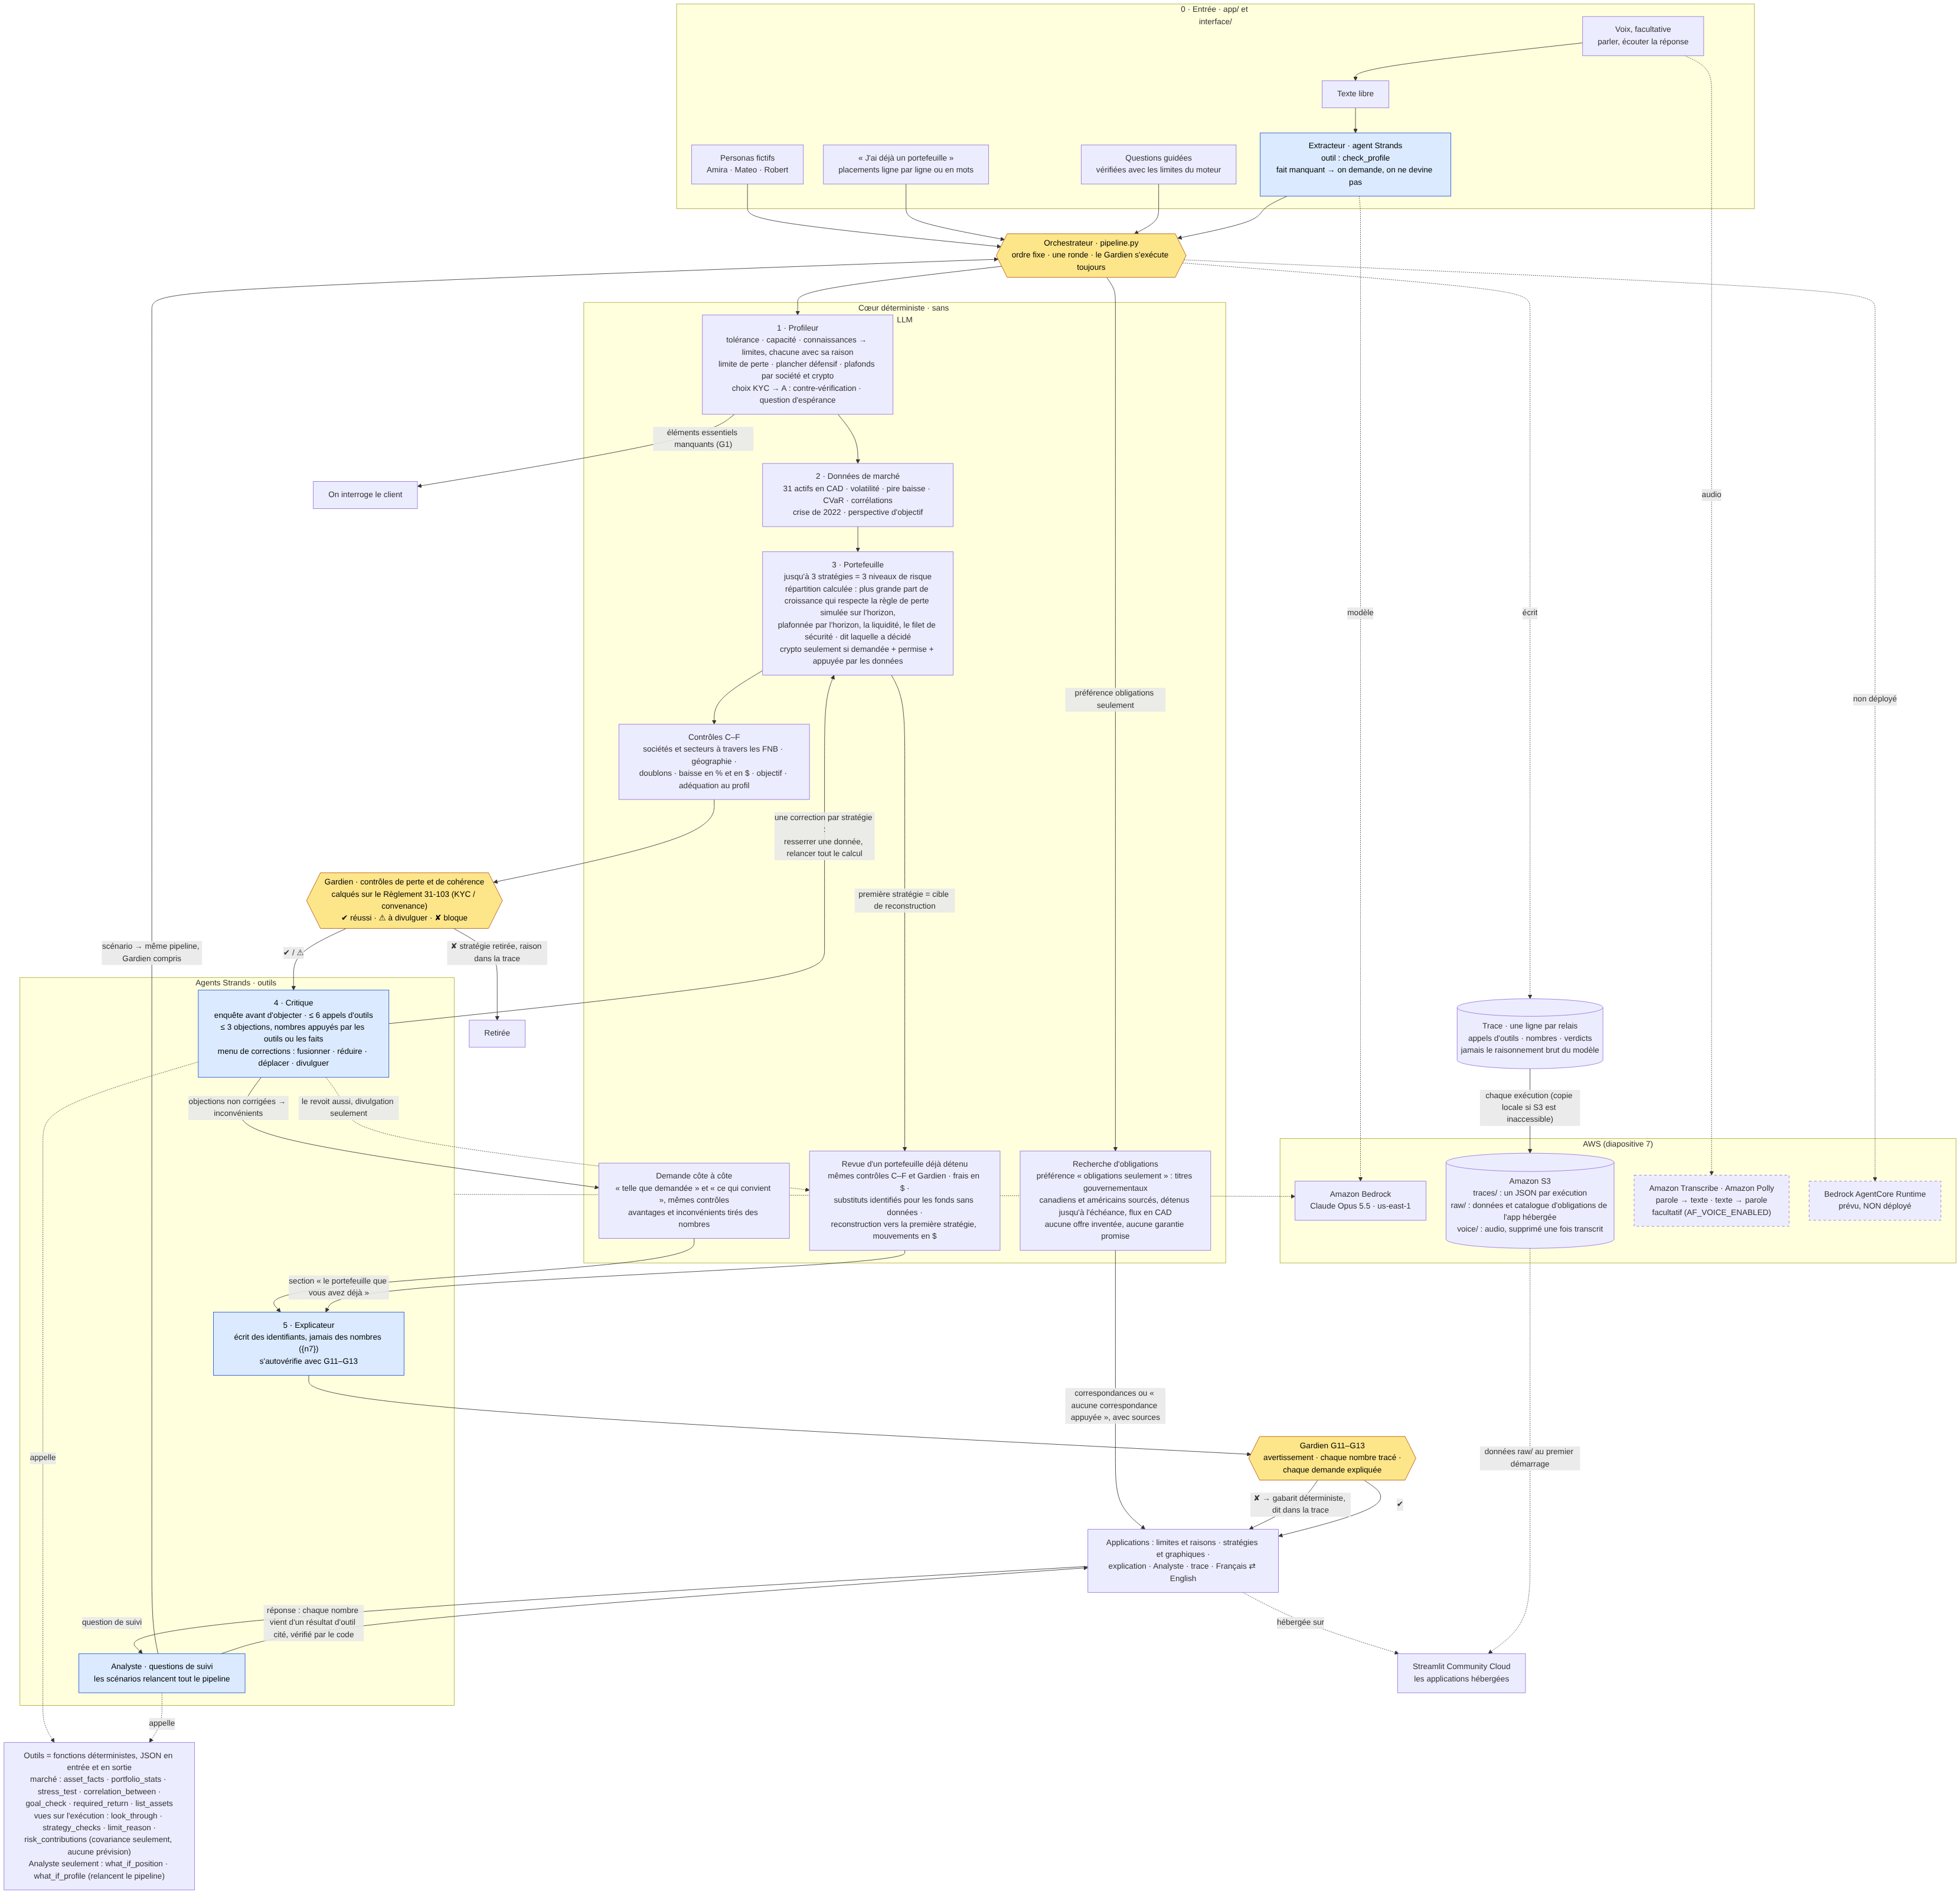 0 · Entrée · app/ et
interface/
Voix, facultative
parler, écouter la réponse
Texte libre
Personas fictifs
Amira · Mateo · Robert
« J'ai déjà un portefeuille »
placements ligne par ligne ou en mots
Questions guidées
vérifiées avec les limites du moteur
Extracteur · agent Strands
outil : check_profile
fait manquant → on demande, on ne devine
pas
Orchestrateur · pipeline.py
ordre fixe · une ronde · le Gardien s'exécute
toujours
Cœur déterministe · sans
LLM
1 · Profileur
tolérance · capacité · connaissances →
limites, chacune avec sa raison
limite de perte · plancher défensif · plafonds
par société et crypto
choix KYC → A : contre-vérification ·
question d'espérance
éléments essentiels
manquants (G1)
On interroge le client
2 · Données de marché
31 actifs en CAD · volatilité · pire baisse ·
CVaR · corrélations
crise de 2022 · perspective d'objectif
audio
3 · Portefeuille
jusqu'à 3 stratégies = 3 niveaux de risque
répartition calculée : plus grande part de
croissance qui respecte la règle de perte
simulée sur l'horizon,
plafonnée par l'horizon, la liquidité, le filet de
sécurité · dit laquelle a décidé
crypto seulement si demandée + permise +
appuyée par les données
modèle
écrit
préférence obligations
seulement
non déployé
Contrôles C–F
sociétés et secteurs à travers les FNB ·
géographie ·
doublons · baisse en % et en $ · objectif ·
adéquation au profil
une correction par stratégie
:
resserrer une donnée,
relancer tout le calcul
Gardien · contrôles de perte et de cohérence
calqués sur le Règlement 31-103 (KYC /
convenance)
✔ réussi · ⚠ à divulguer · ✘ bloque
première stratégie = cible
de reconstruction
scénario → même pipeline,
Gardien compris
✔ / ⚠
✘ stratégie retirée, raison
dans la trace
Agents Strands · outils
4 · Critique
enquête avant d'objecter · ≤ 6 appels d'outils
≤ 3 objections, nombres appuyés par les
outils ou les faits
menu de corrections : fusionner · réduire ·
déplacer · divulguer
Retirée
Trace · une ligne par relais
appels d'outils · nombres · verdicts
jamais le raisonnement brut du modèle
objections non corrigées →
inconvénients
le revoit aussi, divulgation
seulement
chaque exécution (copie
locale si S3 est
inaccessible)
AWS (diapositive 7)
Demande côte à côte
« telle que demandée » et « ce qui convient
», mêmes contrôles
avantages et inconvénients tirés des
nombres
Revue d'un portefeuille déjà détenu
mêmes contrôles C–F et Gardien · frais en
$ ·
substituts identifiés pour les fonds sans
données ·
reconstruction vers la première stratégie,
mouvements en $
Recherche d'obligations
préférence « obligations seulement » : titres
gouvernementaux
canadiens et américains sourcés, détenus
jusqu'à l'échéance, flux en CAD
aucune offre inventée, aucune garantie
promise
Amazon Bedrock
Claude Opus 5.5 · us-east-1
Amazon S3
traces/ : un JSON par exécution
raw/ : données et catalogue d'obligations de
l'app hébergée
voice/ : audio, supprimé une fois transcrit
Amazon Transcribe · Amazon Polly
parole → texte · texte → parole
facultatif (AF_VOICE_ENABLED)
Bedrock AgentCore Runtime
prévu, NON déployé
section « le portefeuille que
vous avez déjà »
5 · Explicateur
écrit des identifiants, jamais des nombres
({n7})
s'autovérifie avec G11–G13
correspondances ou «
aucune correspondance
appuyée », avec sources
appelle
Gardien G11–G13
avertissement · chaque nombre tracé ·
chaque demande expliquée
données raw/ au premier
démarrage
✘ → gabarit déterministe,
dit dans la trace
✔
Applications : limites et raisons · stratégies
et graphiques ·
explication · Analyste · trace · Français ⇄
English
question de suivi
réponse : chaque nombre
vient d'un résultat d'outil
cité, vérifié par le code
hébergée sur
Analyste · questions de suivi
les scénarios relancent tout le pipeline
Streamlit Community Cloud
les applications hébergées
appelle
Outils = fonctions déterministes, JSON en
entrée et en sortie
marché : asset_facts · portfolio_stats ·
stress_test · correlation_between ·
goal_check · required_return · list_assets
vues sur l'exécution : look_through ·
strategy_checks · limit_reason ·
risk_contributions (covariance seulement,
aucune prévision)
Analyste seulement : what_if_position ·
what_if_profile (relancent le pipeline)